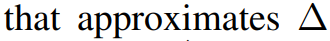 that approximates Δ